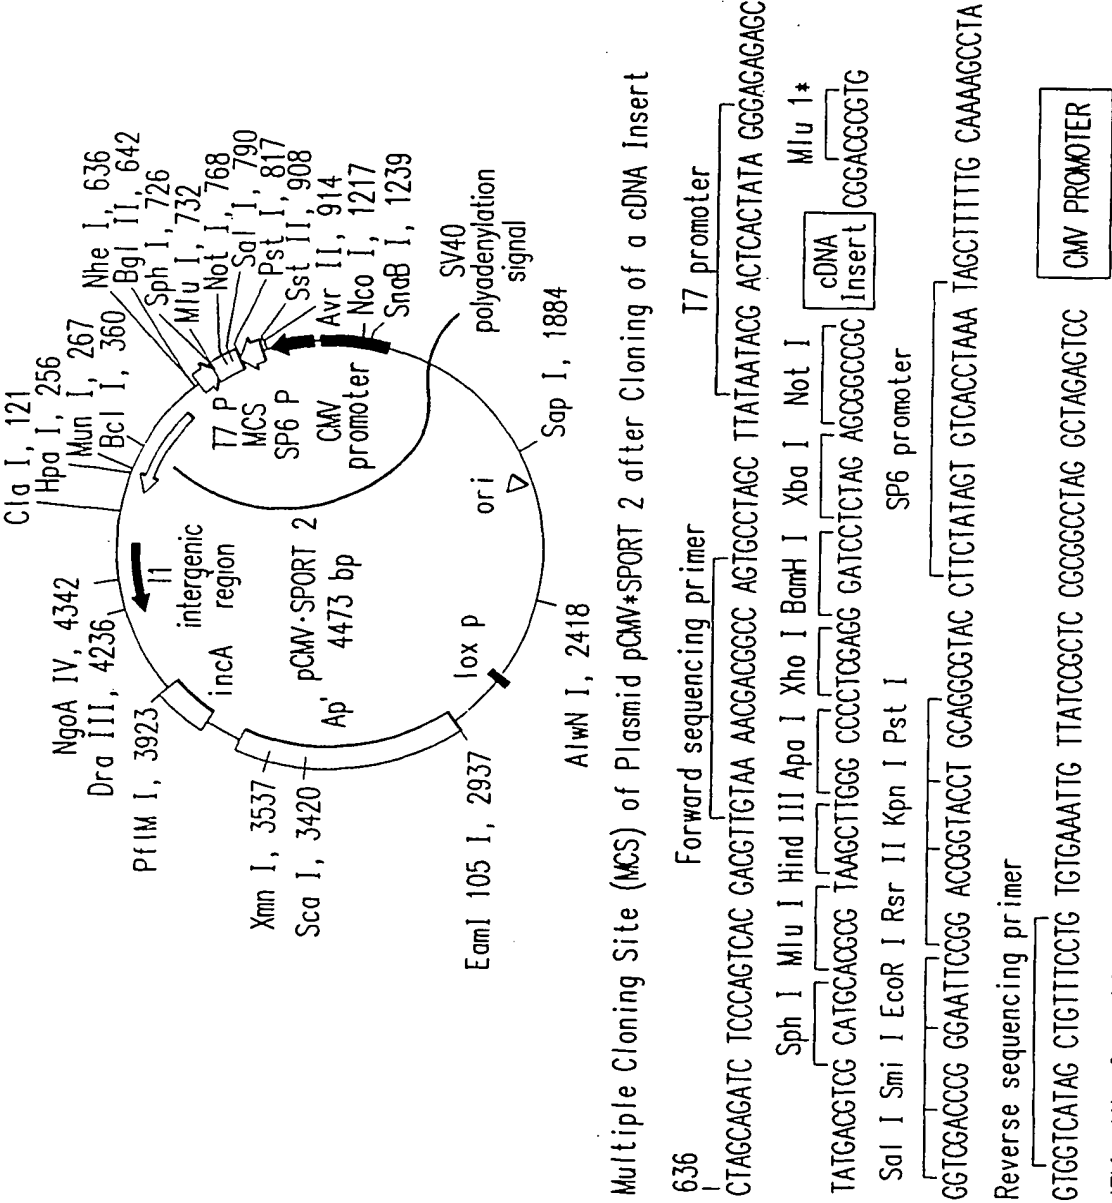 Cla I, 121
Hpa I, 256
Mun I, 267
Bcl I, 360
Nhe I, 636
Bgl II, 642
Sph I, 726
Mlu I, 732
Not I, 768
Sal I, 790
Pst I, 817
Sst II, 908
Avr II, 914
Nco I, 1217
SnaB I, 1239
SV40
polyadenylation
signal
Sap I, 1884
AlwN I, 2418
EamI 105 I, 2937
Sca I, 3420
Xmn I, 3537
PflM I, 3923
Dra III, 4236
NgoA IV, 4342
intergenic
region
incA
pCMV·SPORT 2
4473 bp
Ap'
lox P
ori
T7 P
MCS
SP6 P
CMV
promoter
Multiple Cloning Site (MCS) of Plasmid pCMV*SPORT 2 after Cloning of a cDNA Insert
636
Forward sequencing primer
T7 promoter
CTAGCAGATC TCCCAGTCAC GACGTTGTAA AACGACGGCC AGTGCCTAGC TTATAATACG ACTCACTATA GGGAGAGAGC
Sph I Mlu I Hind III Apa I Xho I BamH I Xba I Not I
Mlu 1*
TATGACGTCG CATGCACGCG TAAGCTTGGG CCCCTCGAGG GATCCTCTAG AGCGGCCGC
cDNA
Insert
CGGACGCGTG
Sal I Smi I EcoR I Rsr II Kpn I Pst I
SP6 promoter
GGTCGACCCG GGAATTCCGG ACCGGTACCT GCAGGCGTAC CTTCTATAGT GTCACCTAAA TAGGCTTTTTG CAAAAGCCTA
Reverse sequencing primer
GTGGTCATAG CTGTTTCCTG TGTGAAATTG TTATCCGCTC CGCGGCCTAG GCTAGAGTCC
CMV PROMOTER